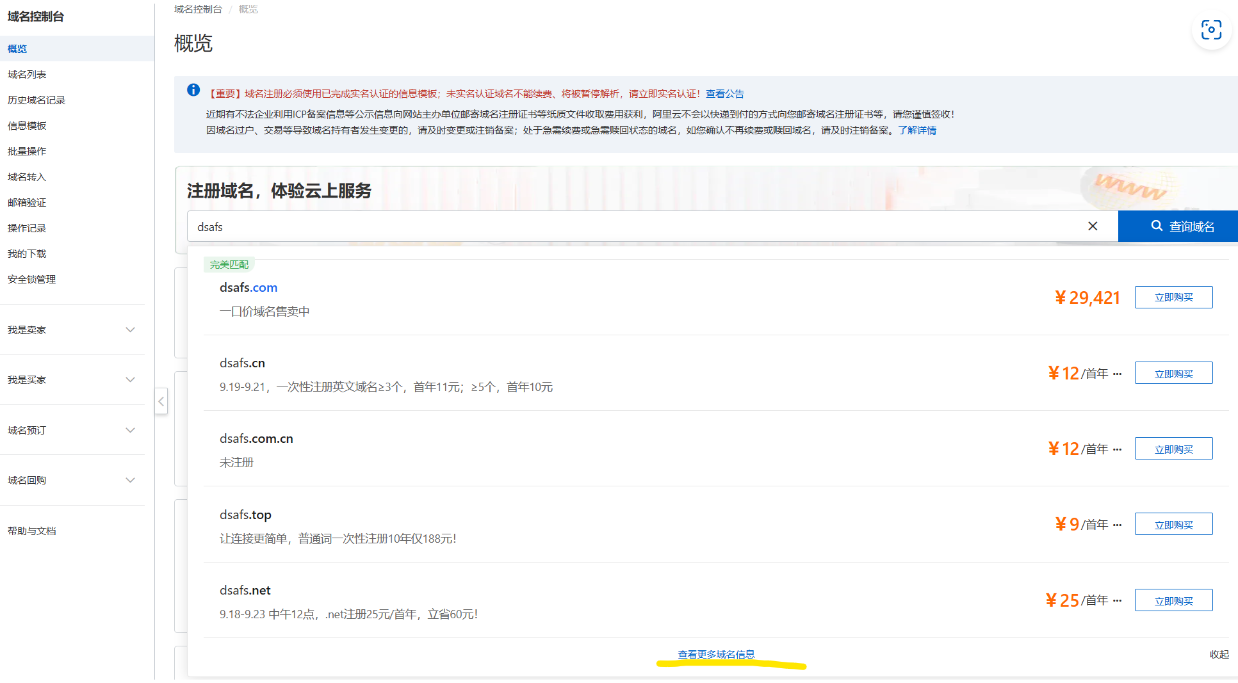 域名控制台
概览
域名列表
历史域名记录
信息模板
批量操作
域名转入
邮箱验证
操作记录
我的下载
安全锁管理
我是卖家
我是买家
域名预订
域名回购
帮助与文档
域名控制台 / 概览
概览
【重要】域名注册必须使用已完成实名认证的信息模板；未实名认证域名不能续费、将被暂停解析，请立即实名认证！查看公告
近期有不法企业利用ICP备案信息等公示信息向网站主办单位邮寄域名注册证书等纸质文件收取费用获利，阿里云不会以快递到付的方式向您邮寄域名注册证书等，请您谨慎签收！
因域名过户、交易等导致域名持有者发生变更的，请及时变更或注销备案；处于急需续费或急需赎回状态的域名，如您确认不再续费或赎回域名，请及时注销备案。了解详情
www
注册域名，体验云上服务
dsafs
查询域名
完美匹配
dsafs.com
一口价域名售卖中
¥29,421 立即购买
dsafs.cn
9.19-9.21，一次性注册英文域名≥3个，首年11元；≥5个，首年10元
¥12/首年 ··· 立即购买
dsafs.com.cn
未注册
¥12/首年 ··· 立即购买
dsafs.top
让连接更简单，普通词一次性注册10年仅188元！
¥9/首年 ··· 立即购买
dsafs.net
9.18-9.23 中午12点，.net注册25元/首年，立省60元！
¥25/首年 ··· 立即购买
查看更多域名信息
收起